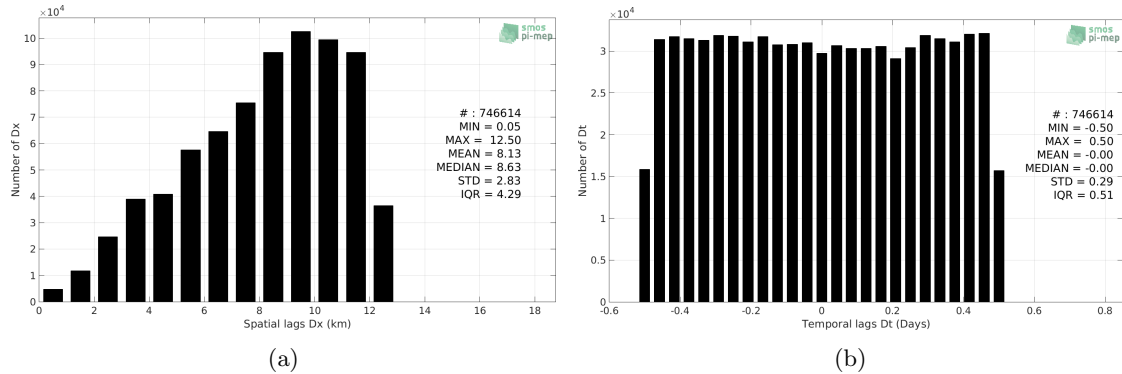 ×10⁴
10
9
8
7
6
5
4
3
2
1
0
Number of Dx
smos
pi-mep
# : 746614
MIN = 0.05
MAX = 12.50
MEAN = 8.13
MEDIAN = 8.63
STD = 2.83
IQR = 4.29
0 2 4 6 8 10 12 14 16 18
Spatial lags Dx (km)
(a)
×10⁴
3
2.5
2
1.5
1
0.5
0
Number of Dt
smos
pi-mep
# : 746614
MIN = -0.50
MAX = 0.50
MEAN = -0.00
MEDIAN = -0.00
STD = 0.29
IQR = 0.51
-0.6 -0.4 -0.2 0 0.2 0.4 0.6 0.8
Temporal lags Dt (Days)
(b)